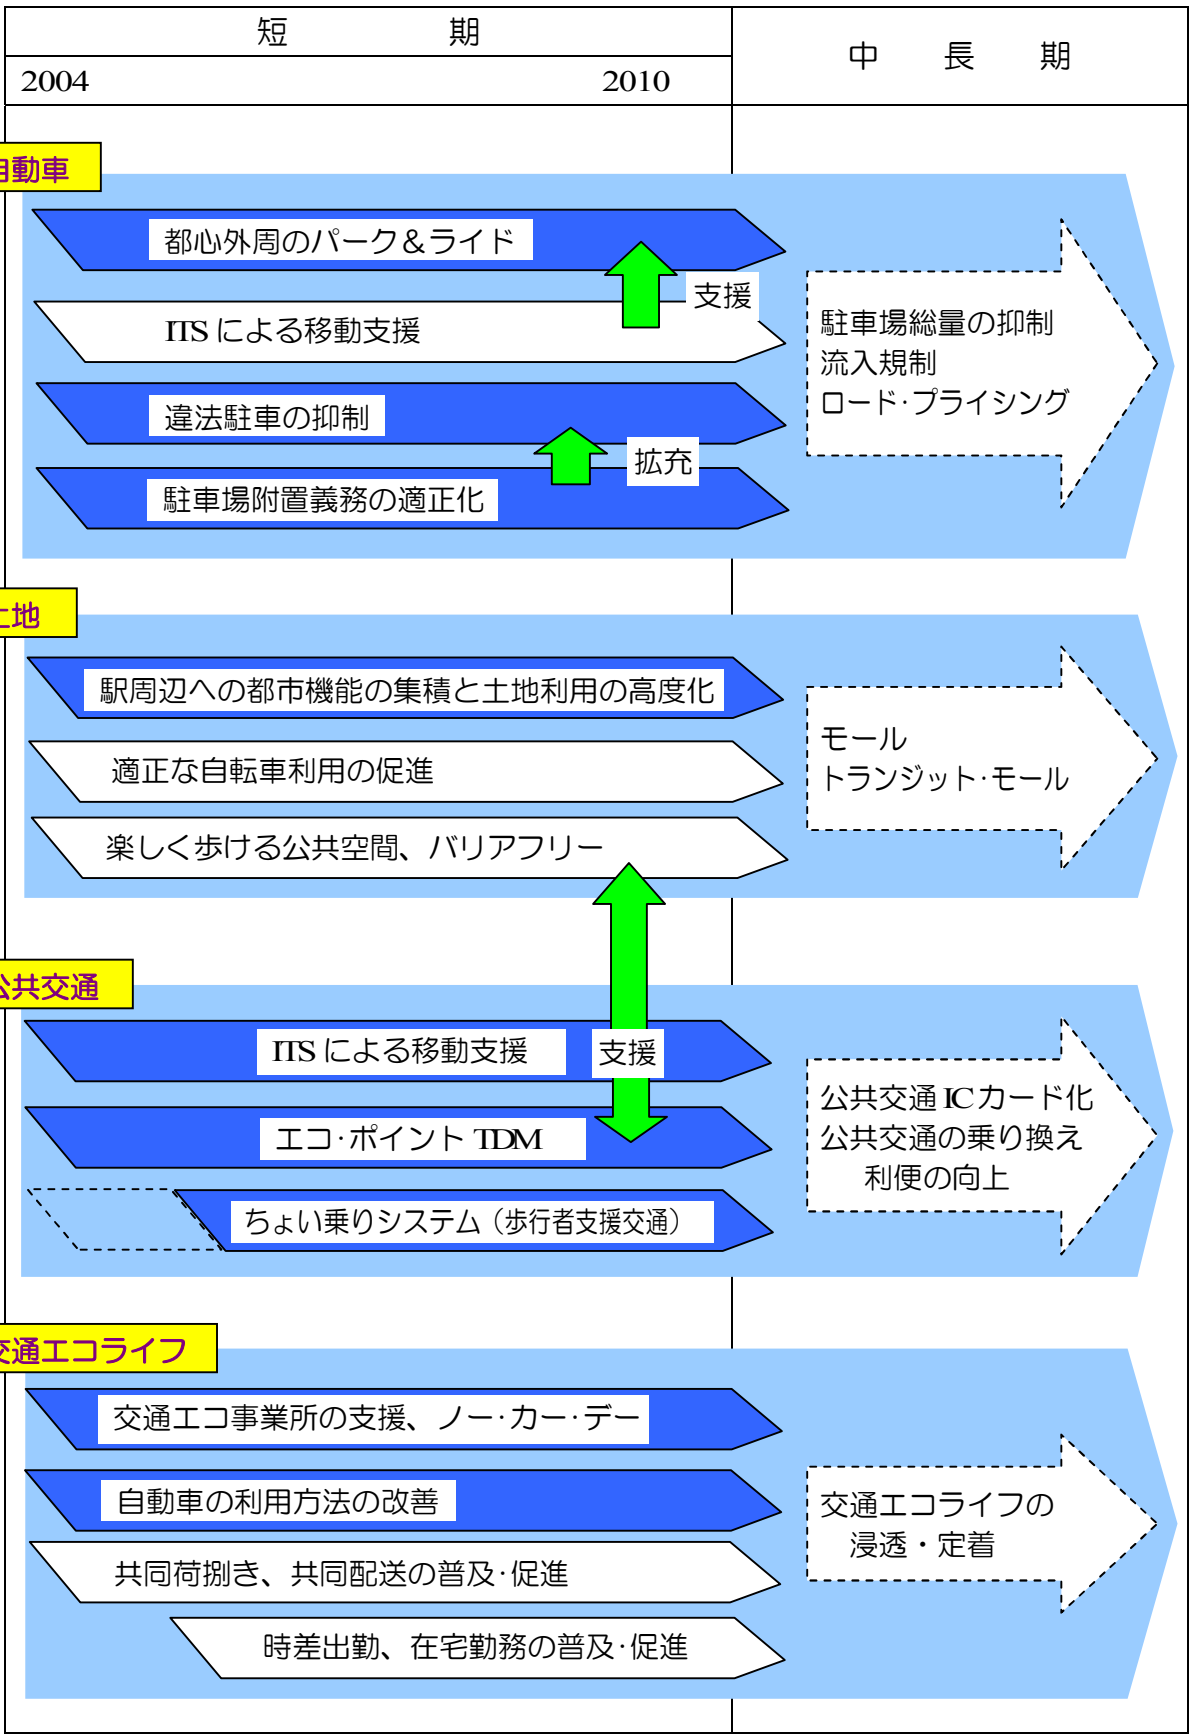 短　期
中　長　期
2004
2010
自動車
都心外周のパーク&ライド
支援
ITSによる移動支援
違法駐車の抑制
拡充
駐車場附置義務の適正化
駐車場総量の抑制
流入規制
ロード・プライシング
土地
駅周辺への都市機能の集積と土地利用の高度化
適正な自転車利用の促進
楽しく歩ける公共空間、バリアフリー
モール
トランジット・モール
公共交通
ITSによる移動支援
支援
エコ・ポイントTDM
ちょい乗りシステム（歩行者支援交通）
公共交通ICカード化
公共交通の乗り換え
利便の向上
交通エコライフ
交通エコ事業所の支援、ノー・カー・デー
自動車の利用方法の改善
共同荷捌き、共同配送の普及・促進
時差出勤、在宅勤務の普及・促進
交通エコライフの
浸透・定着